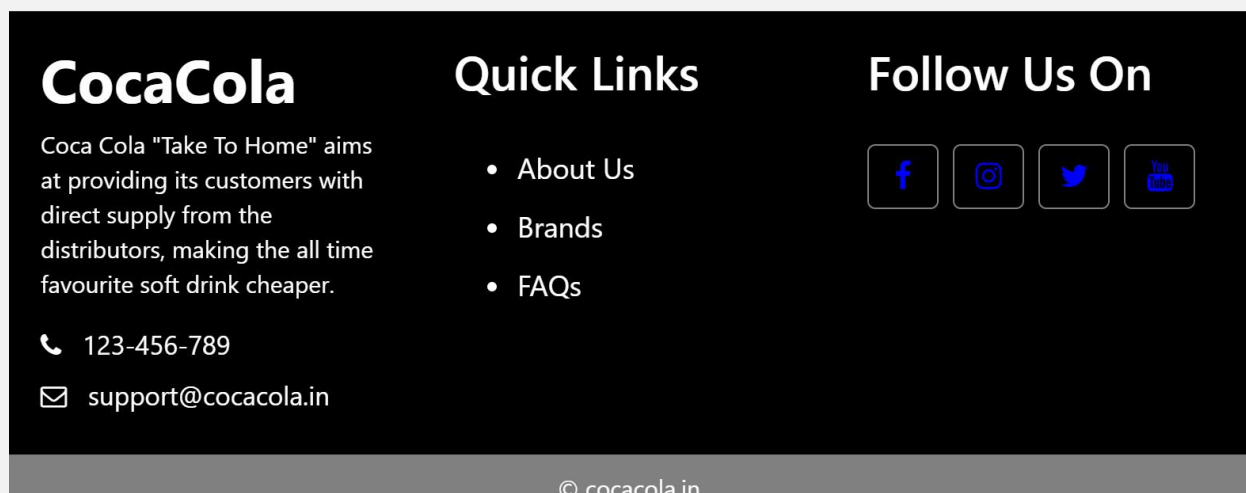 CocaCola
Coca Cola "Take To Home" aims
at providing its customers with
direct supply from the
distributors, making the all time
favourite soft drink cheaper.
123-456-789
support@cocacola.in
Quick Links
About Us
Brands
FAQs
Follow Us On
You
Tube
© cocacola.in